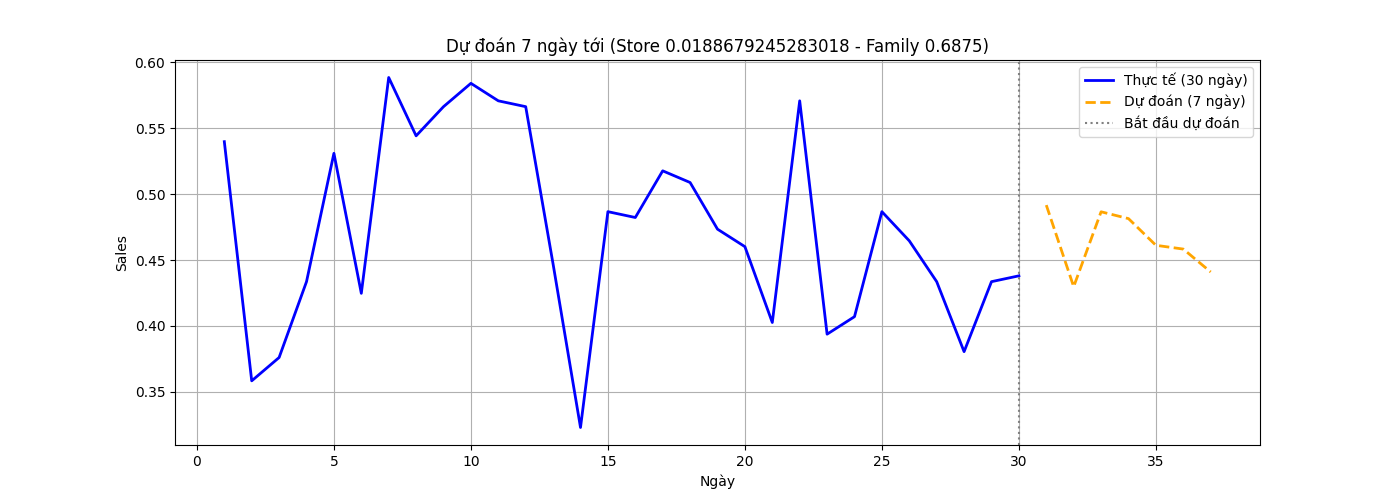 Dự đoán 7 ngày tới (Store 0.0188679245283018 - Family 0.6875)
Thực tế (30 ngày)
Dự đoán (7 ngày)
Bắt đầu dự đoán
Sales
0.60
0.55
0.50
0.45
0.40
0.35
0
5
10
15
20
25
30
35
Ngày